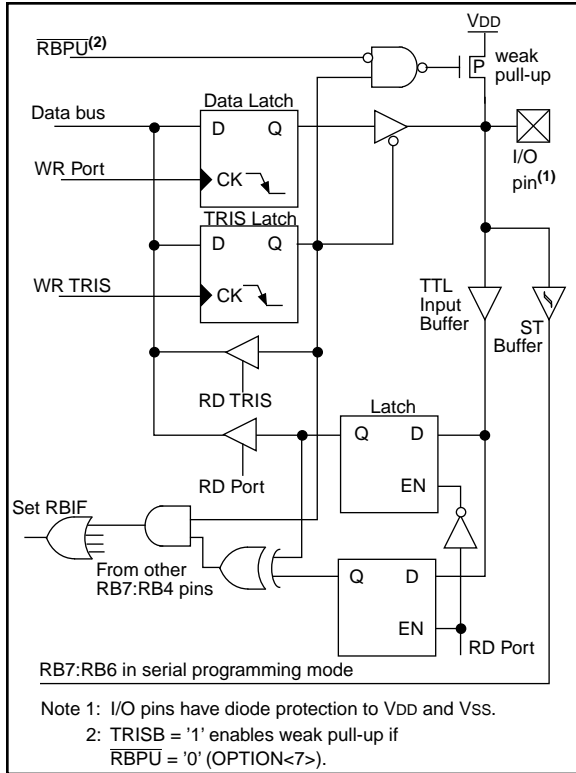 VDD
RBPU(2)
weak
pull-up
P
Data Latch
Data bus
D Q
I/O
pin(1)
WR Port
CK
TRIS Latch
D Q
WR TRIS
CK
TTL
Input
Buffer
ST
Buffer
RD TRIS
Latch
Q D
RD Port
EN
Set RBIF
From other
RB7:RB4 pins
Q D
EN
RD Port
RB7:RB6 in serial programming mode
Note 1: I/O pins have diode protection to VDD and VSS.
2: TRISB = '1' enables weak pull-up if
RBPU = '0' (OPTION<7>).